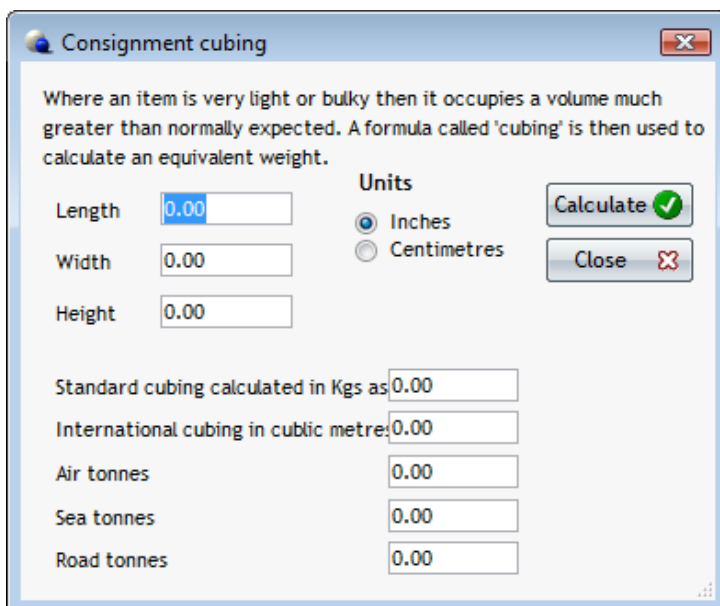 Consignment cubing
Where an item is very light or bulky then it occupies a volume much
greater than normally expected. A formula called 'cubing' is then used to
calculate an equivalent weight.
Units
Length 0.00
Inches
Calculate
Width 0.00
Centimetres
Close
Height 0.00
Standard cubing calculated in Kgs as 0.00
International cubing in cublic metres 0.00
Air tonnes 0.00
Sea tonnes 0.00
Road tonnes 0.00